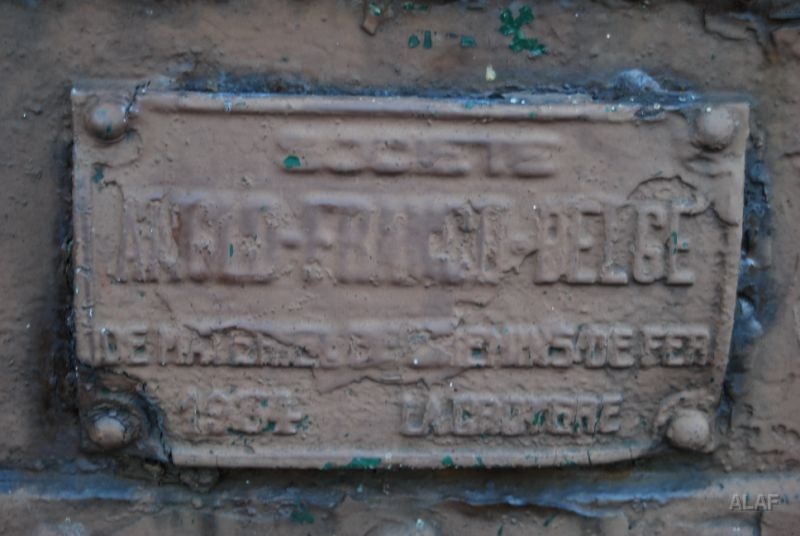 SOCIETE
ANGLO-FRANCO-BELGE
DE MATERIEL DE CHEMINS DE FER
LA CROYERE
ALAF